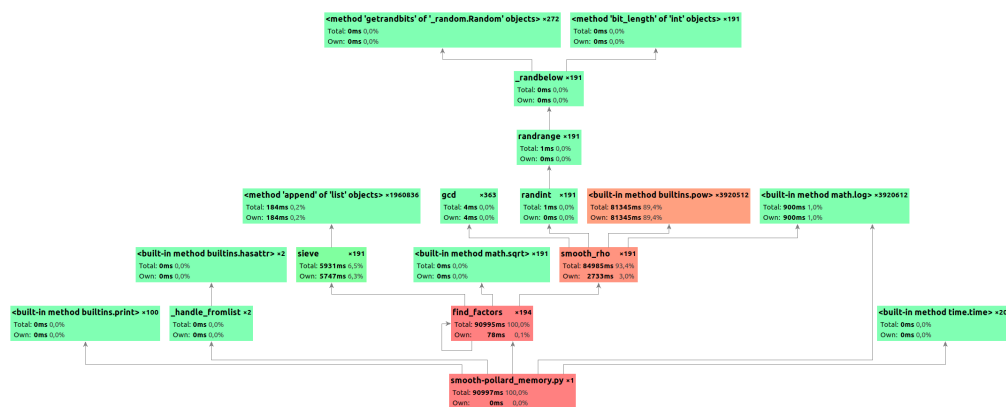 <method 'getrandbits' of '_random.Random' objects> ×272
Total: 0ms 0,0%
Own: 0ms 0,0%
<method 'bit_length' of 'int' objects> ×191
Total: 0ms 0,0%
Own: 0ms 0,0%
_randbelow ×191
Total: 0ms 0,0%
Own: 0ms 0,0%
randrange ×191
Total: 1ms 0,0%
Own: 0ms 0,0%
<method 'append' of 'list' objects> ×1960836
Total: 184ms 0,2%
Own: 184ms 0,2%
gcd ×363
Total: 4ms 0,0%
Own: 4ms 0,0%
randint ×191
Total: 1ms 0,0%
Own: 0ms 0,0%
<built-in method builtins.pow> ×3920512
Total: 81345ms 89,4%
Own: 81345ms 89,4%
<built-in method math.log> ×3920612
Total: 900ms 1,0%
Own: 900ms 1,0%
<built-in method builtins.hasattr> ×2
Total: 0ms 0,0%
Own: 0ms 0,0%
sieve ×191
Total: 5931ms 6,5%
Own: 5747ms 6,3%
<built-in method math.sqrt> ×191
Total: 0ms 0,0%
Own: 0ms 0,0%
smooth_rho ×191
Total: 84985ms 93,4%
Own: 2733ms 3,0%
<built-in method builtins.print> ×100
Total: 0ms 0,0%
Own: 0ms 0,0%
_handle_fromlist ×2
Total: 0ms 0,0%
Own: 0ms 0,0%
find_factors ×194
Total: 90995ms 100,0%
Own: 78ms 0,1%
<built-in method time.time> ×20
Total: 0ms 0,0%
Own: 0ms 0,0%
smooth-pollard_memory.py ×1
Total: 90997ms 100,0%
Own: 0ms 0,0%